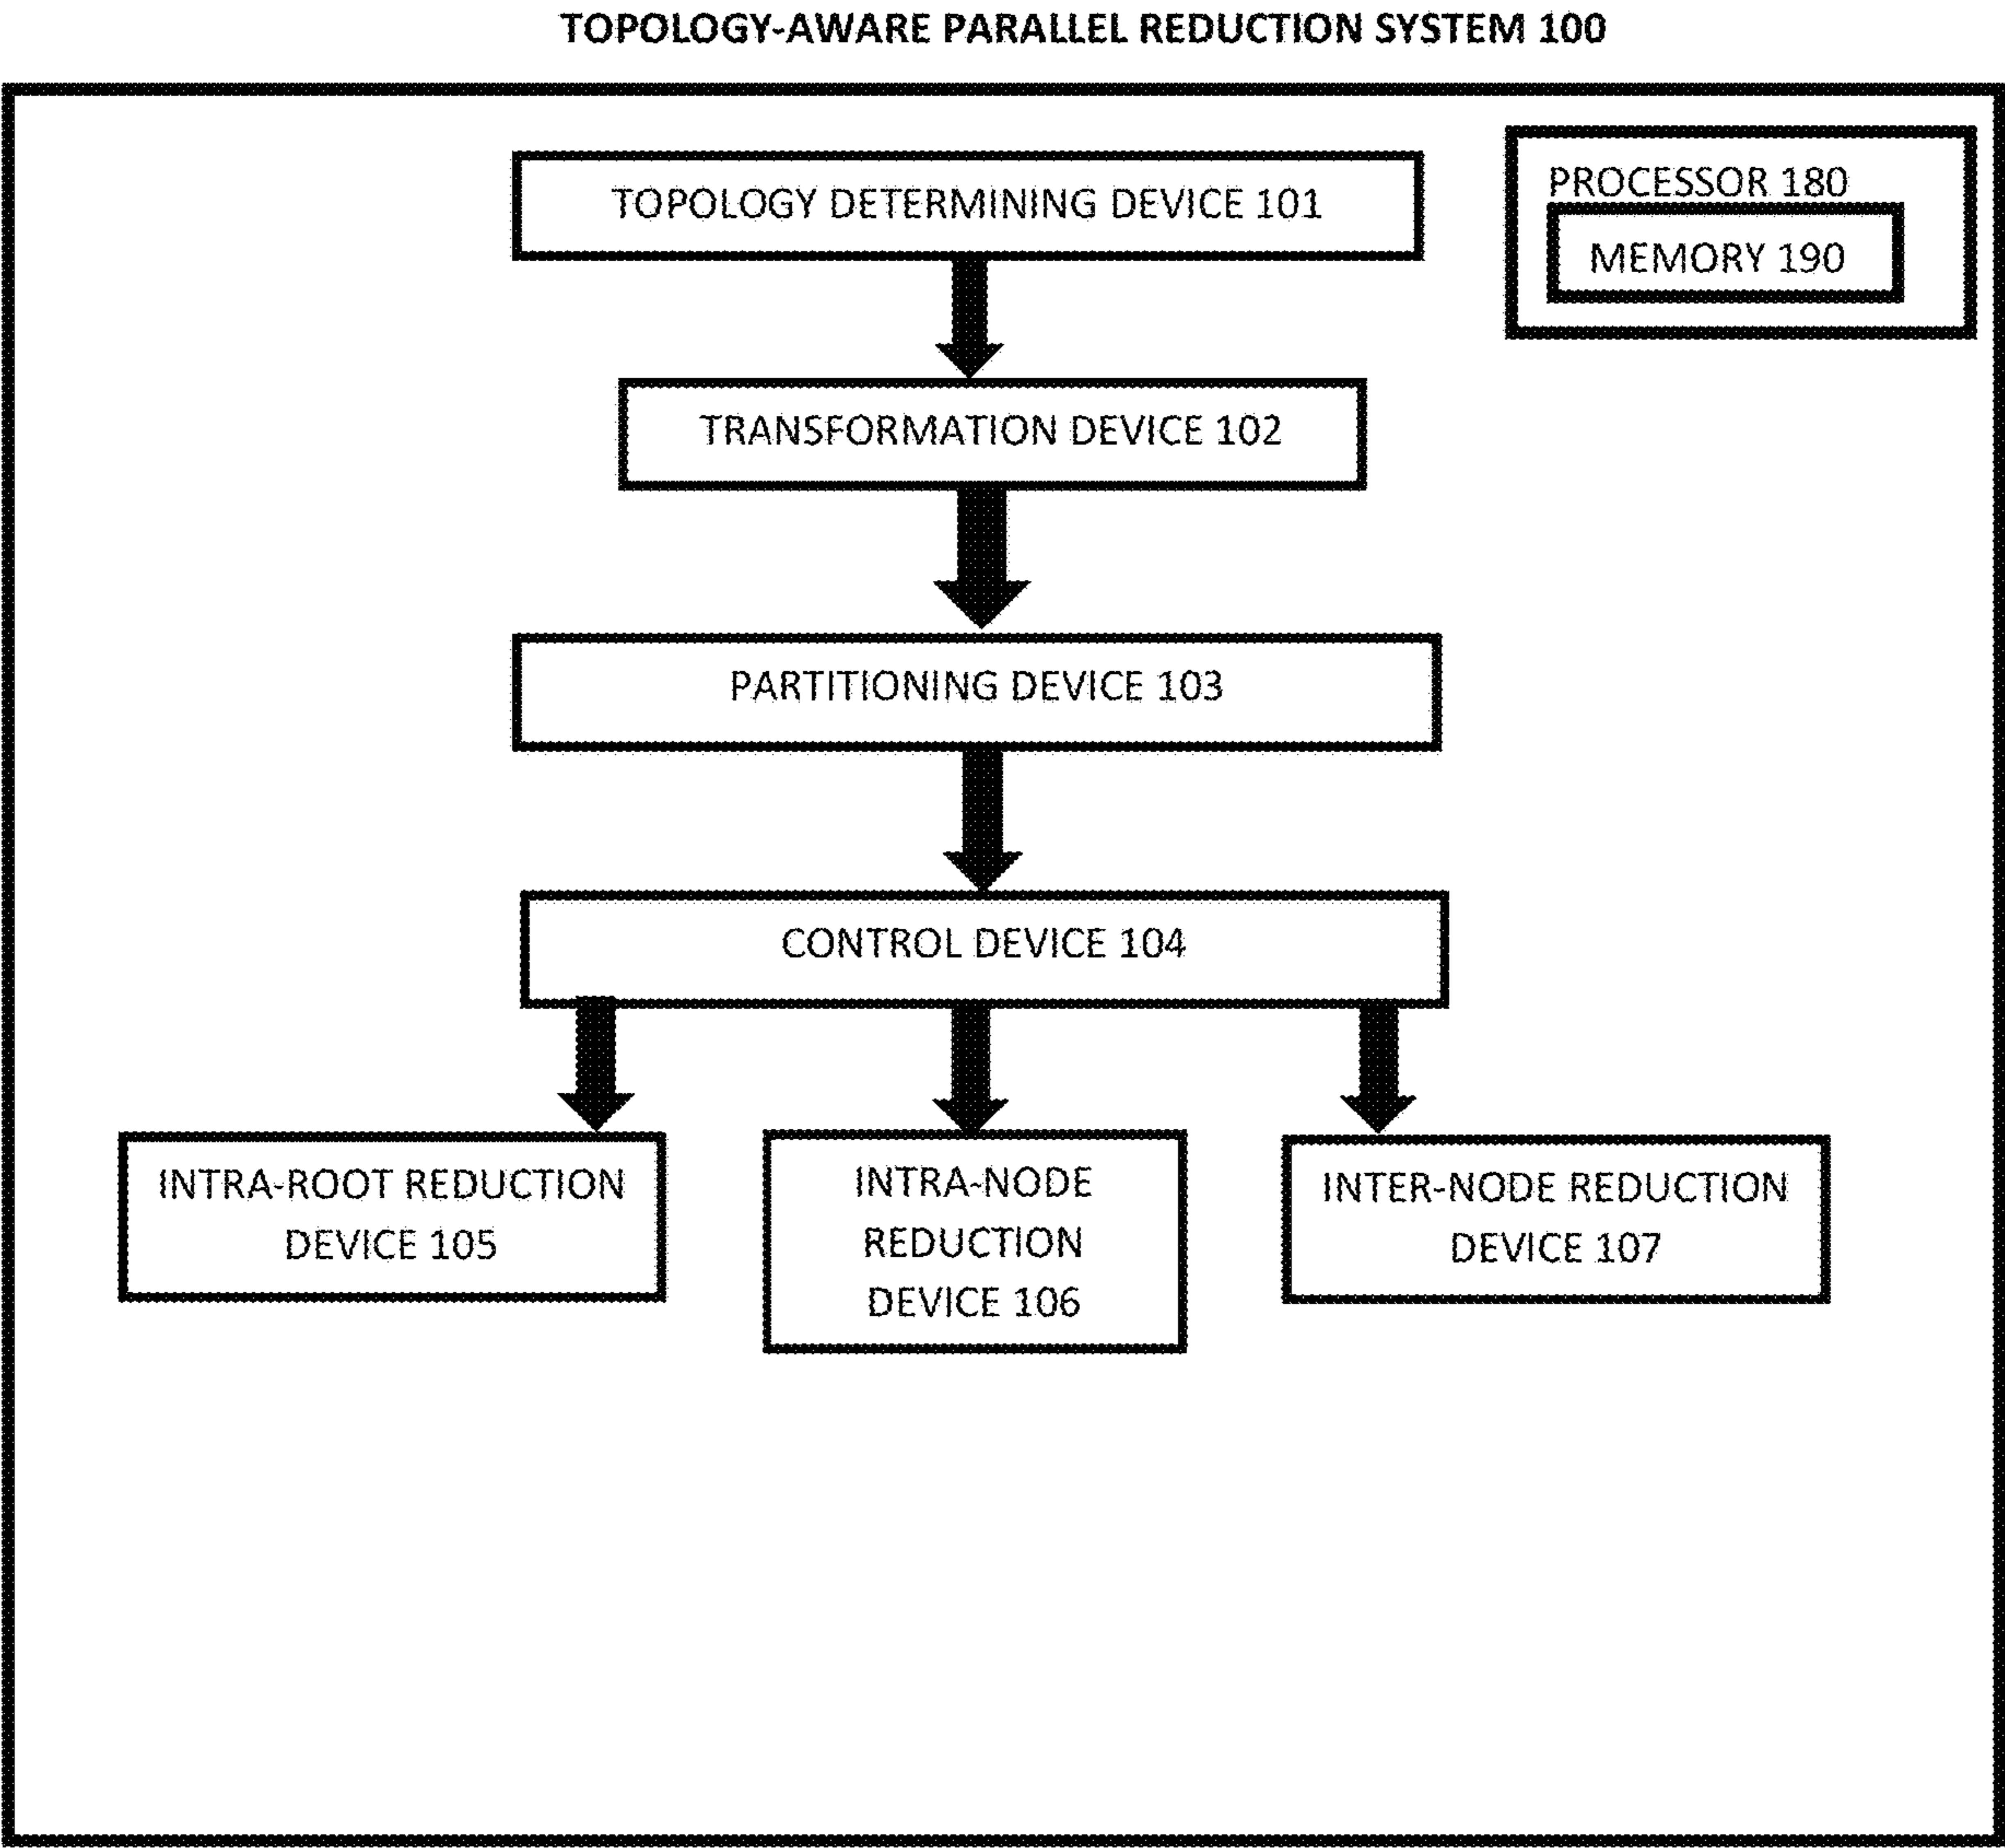 TOPOLOGY-AWARE PARALLEL REDUCTION SYSTEM 100
TOPOLOGY DETERMINING DEVICE 101
PROCESSOR 180
MEMORY 190
TRANSFORMATION DEVICE 102
PARTITIONING DEVICE 103
CONTROL DEVICE 104
INTRA-ROOT REDUCTION
DEVICE 105
INTRA-NODE
REDUCTION
DEVICE 106
INTER-NODE REDUCTION
DEVICE 107